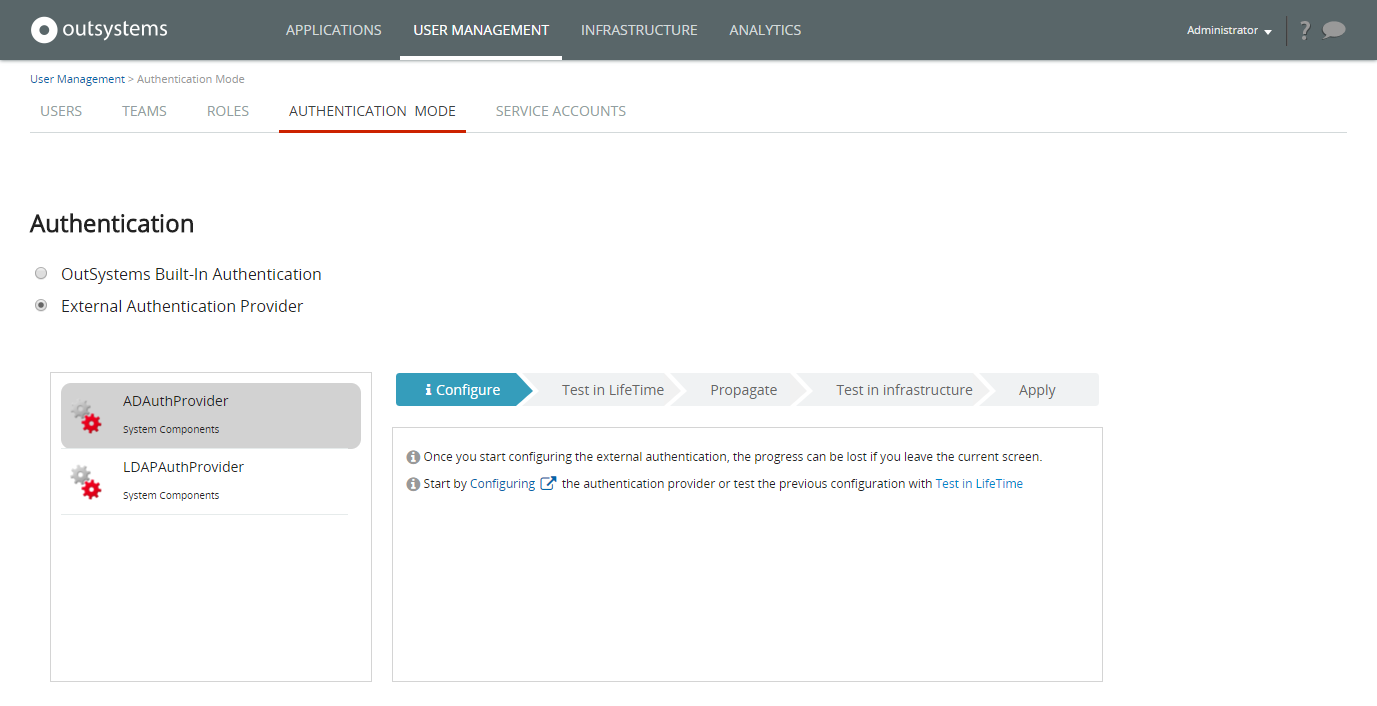 outsystems APPLICATIONS USER MANAGEMENT INFRASTRUCTURE ANALYTICS Administrator ?
User Management > Authentication Mode
USERS TEAMS ROLES AUTHENTICATION MODE SERVICE ACCOUNTS
Authentication
OutSystems Built-In Authentication
External Authentication Provider
ADAuthProvider
System Components
LDAPAuthProvider
System Components
i Configure Test in LifeTime Propagate Test in infrastructure Apply
i Once you start configuring the external authentication, the progress can be lost if you leave the current screen.
i Start by Configuring the authentication provider or test the previous configuration with Test in LifeTime